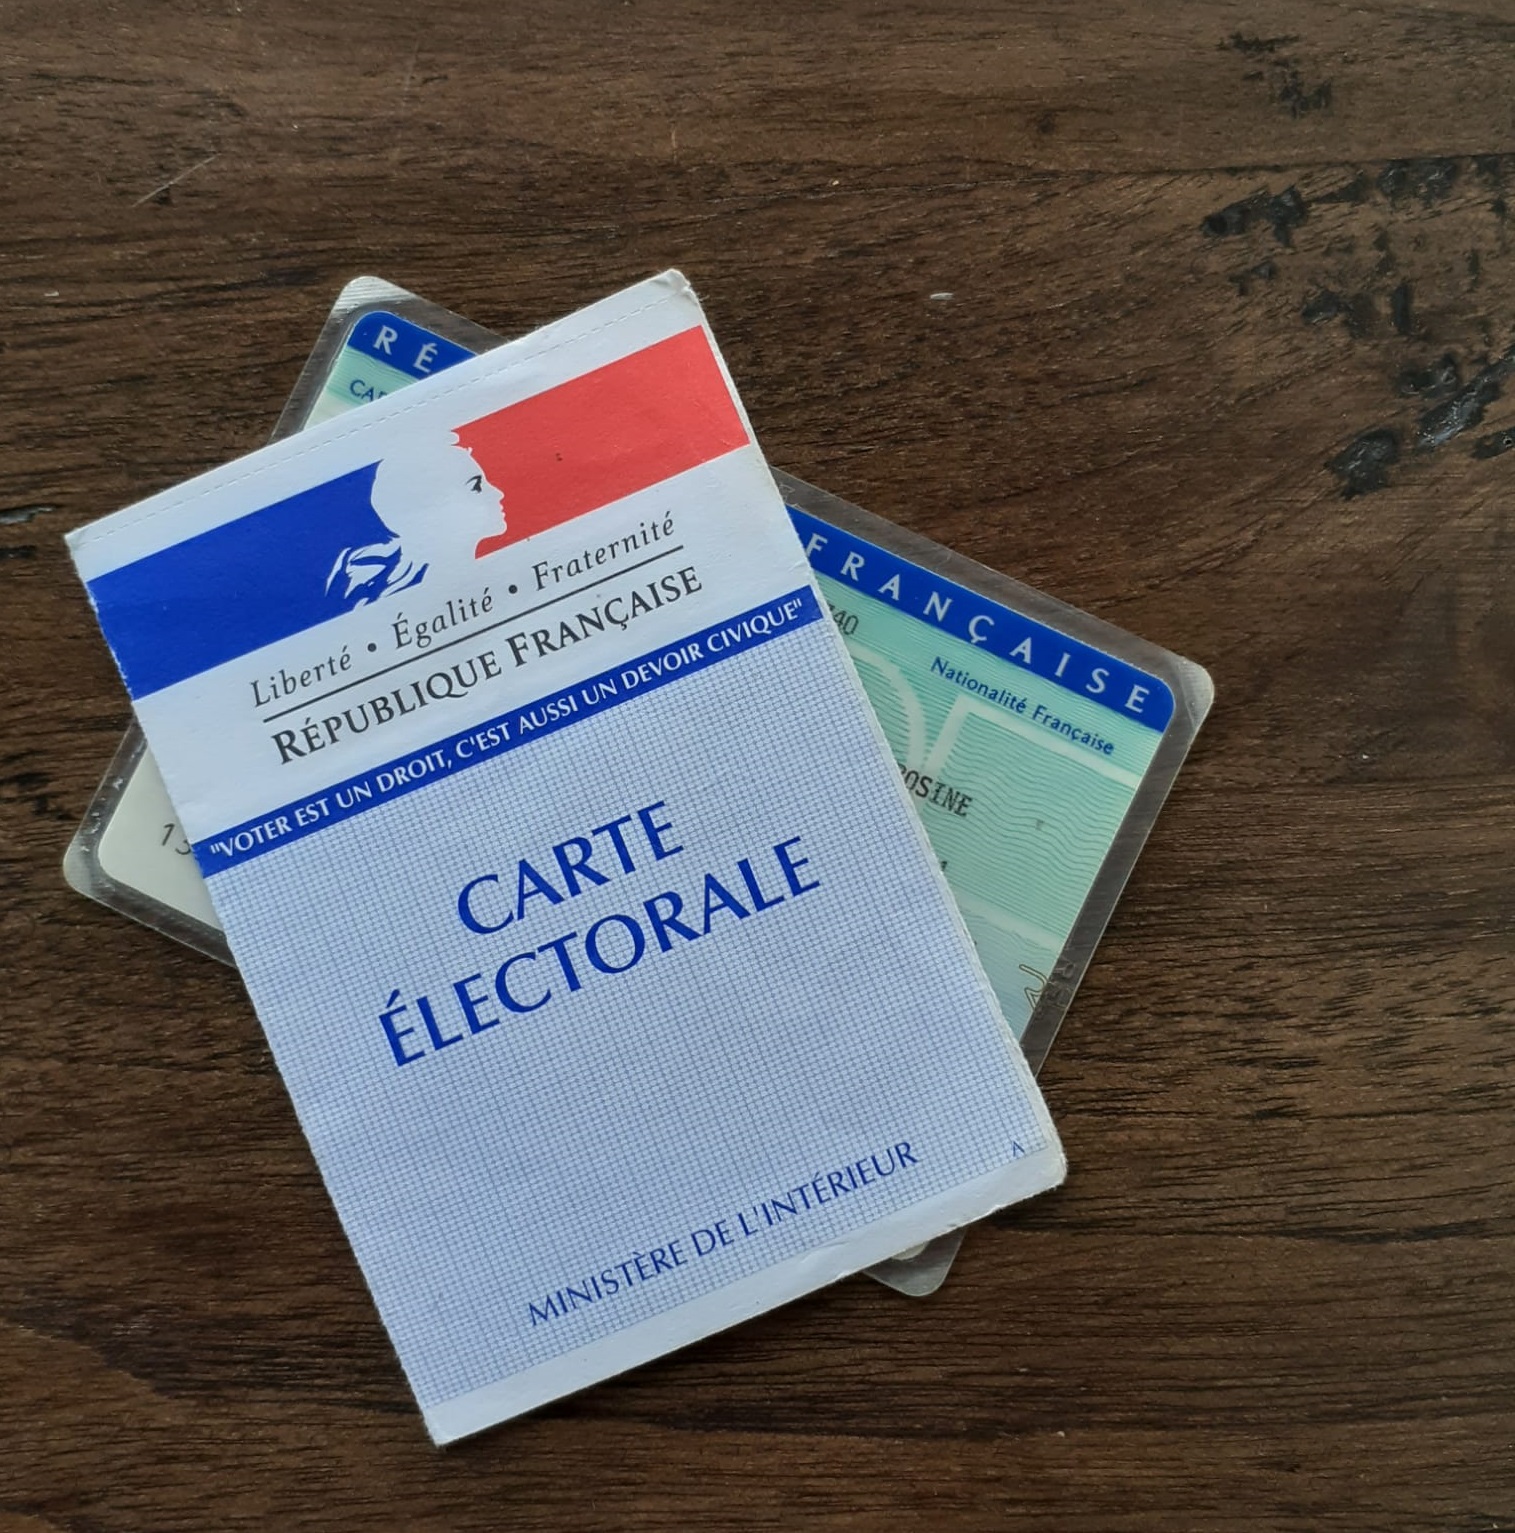 RÉ
FRANÇAISE
Nationalité Française
Liberté • Égalité • Fraternité
RÉPUBLIQUE FRANÇAISE
"VOTER EST UN DROIT, C'EST AUSSI UN DEVOIR CIVIQUE"
CARTE
ÉLECTORALE
MINISTÈRE DE L'INTÉRIEUR
A